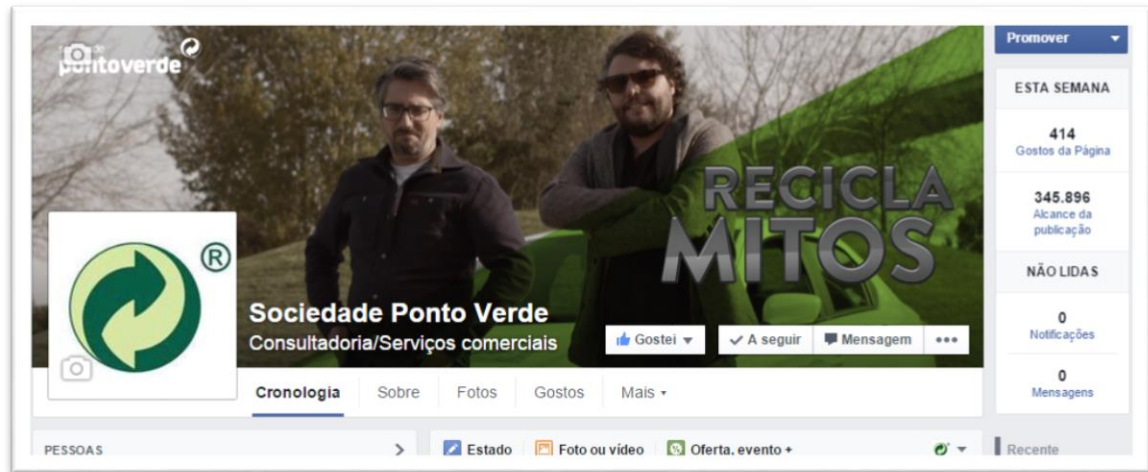 pontoverde
RECICLA
MITOS
®
Sociedade Ponto Verde
Consultadoria/Serviços comerciais
Gostei
A seguir
Mensagem
Cronologia
Sobre
Fotos
Gostos
Mais
PESSOAS
Estado
Foto ou vídeo
Oferta, evento +
Promover
ESTA SEMANA
414
Gostos da Página
345.896
Alcance da
publicação
NÃO LIDAS
0
Notificações
0
Mensagens
Recente